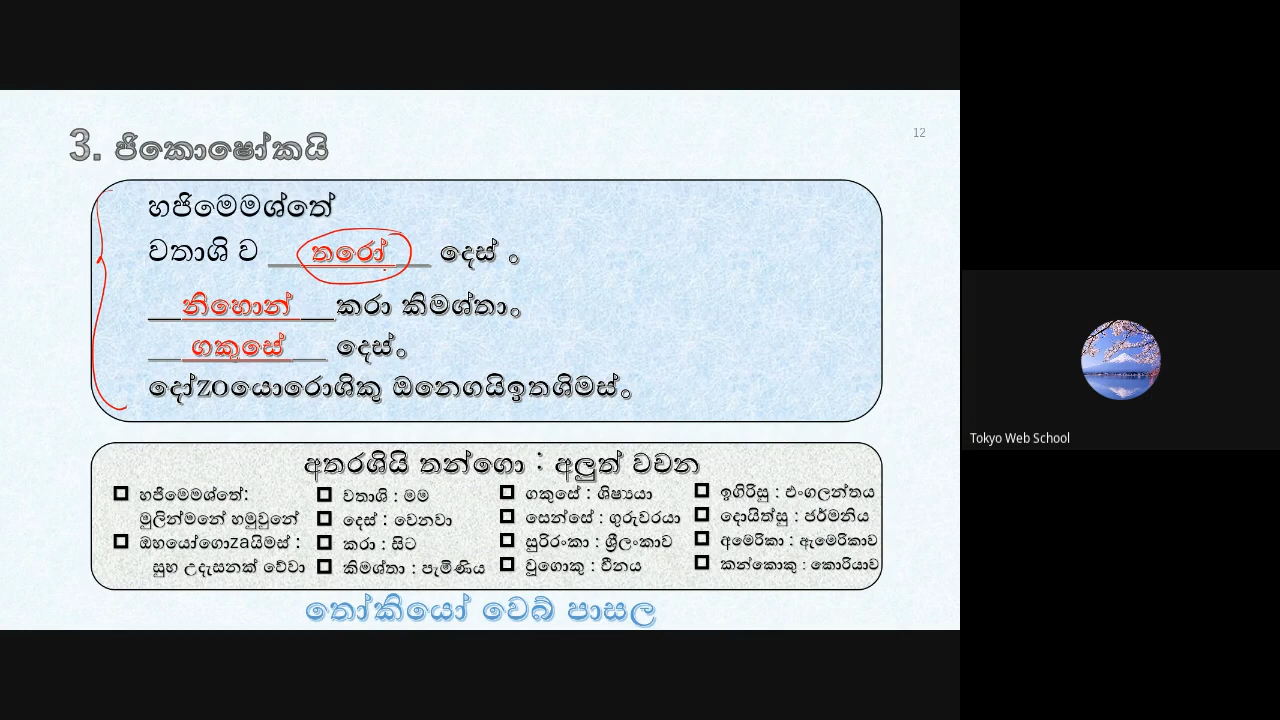 3. ජිකොෂෝකයි
12
හජිමෙමශ්තේ
වතාශි ව තරෝ දෙස් 。
නිහොන් කරා කිමශ්තා。
ගකුසේ දෙස්。
දෝzoයොරොශිකු ඔනෙගයිඉතශිමස්。
අතරශියි තන්ගො : අලුත් වචන
හජිමෙමශ්තේ:
මුලින්මනේ හමුවුනේ
ඔහයෝගොzaයිමස් :
සුභ උදැසනක් වේවා
වතාශි : මම
දෙස් : වෙනවා
කරා : සිට
කිමශ්තා : පැමිණිය
ගකුසේ : ශිෂ්‍යයා
සෙන්සේ : ගුරුවරයා
සුරිරංකා : ශ්‍රීලංකාව
චූගොකු : චීනය
ඉගිරිසු : එංගලන්තය
දොයිත්සු : ජර්මනිය
අමෙරිකා : ඇමෙරිකාව
කන්කොකු : කොරියාව
තෝකියෝ වෙබ් පාසල
Tokyo Web School